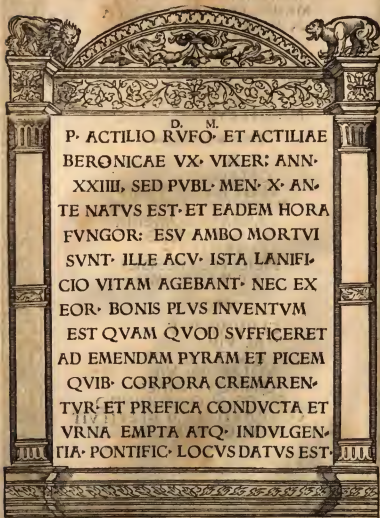 D. M.
P· ACTILIO RVFO· ET ACTILIAE
BERONICAE VX· VIXER: ANN·
XXIIII, SED PVBL· MEN· X· AN-
TE NATVS EST· ET EADEM HORA
FVNGOR: ESV AMBO MORTVI
SVNT· ILLE ACV· ISTA LANIFI-
CIO VITAM AGEBANT· NEC EX
EOR· BONIS PLVS INVENTVM
EST QVAM QVOD SVFFICERET
AD EMENDAM PYRAM ET PICEM
QVIB· CORPORA CREMAREN-
TVR· ET PREFICA CONDVCTA ET
VRNA EMPTA ATQ· INDVLGEN-
TIA· PONTIFIC· LOCVS DATVS EST·